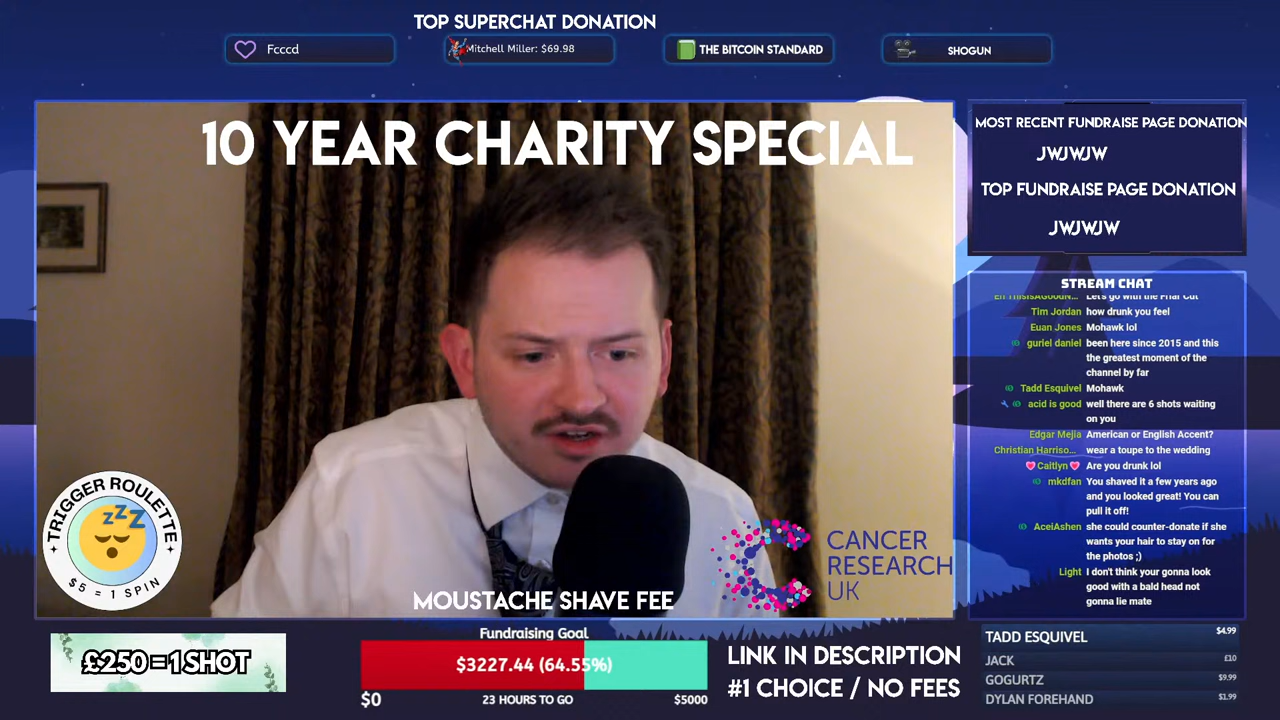 TOP SUPERCHAT DONATION
Fcccd
Mitchell Miller: $69.98
THE BITCOIN STANDARD
SHOGUN
10 YEAR CHARITY SPECIAL
MOST RECENT FUNDRAISE PAGE DONATION
JWJWJW
TOP FUNDRAISE PAGE DONATION
JWJWJW
STREAM CHAT
Let's go with the Friar Cut
Tim Jordan how drunk you feel
Euan Jones Mohawk lol
guriel daniel been here since 2015 and this
the greatest moment of the
channel by far
Tadd Esquivel Mohawk
acid is good well there are 6 shots waiting
on you
Edgar Mejia American or English Accent?
Christian Harriso... wear a toupe to the wedding
Caitlyn Are you drunk lol
mkdfan You shaved it a few years ago
and you looked great! You can
pull it off!
AceiAshen she could counter-donate if she
wants your hair to stay on for
the photos ;)
Light I don't think your gonna look
good with a bald head not
gonna lie mate
TRIGGER ROULETTE
zzz
$5 = 1 SPIN
CANCER
RESEARCH
UK
MOUSTACHE SHAVE FEE
£250 = 1 SHOT
Fundraising Goal
$3227.44 (64.55%)
$0 23 HOURS TO GO $5000
LINK IN DESCRIPTION
#1 CHOICE / NO FEES
TADD ESQUIVEL $4.99
JACK £10
GOGURTZ $9.99
DYLAN FOREHAND $1.99